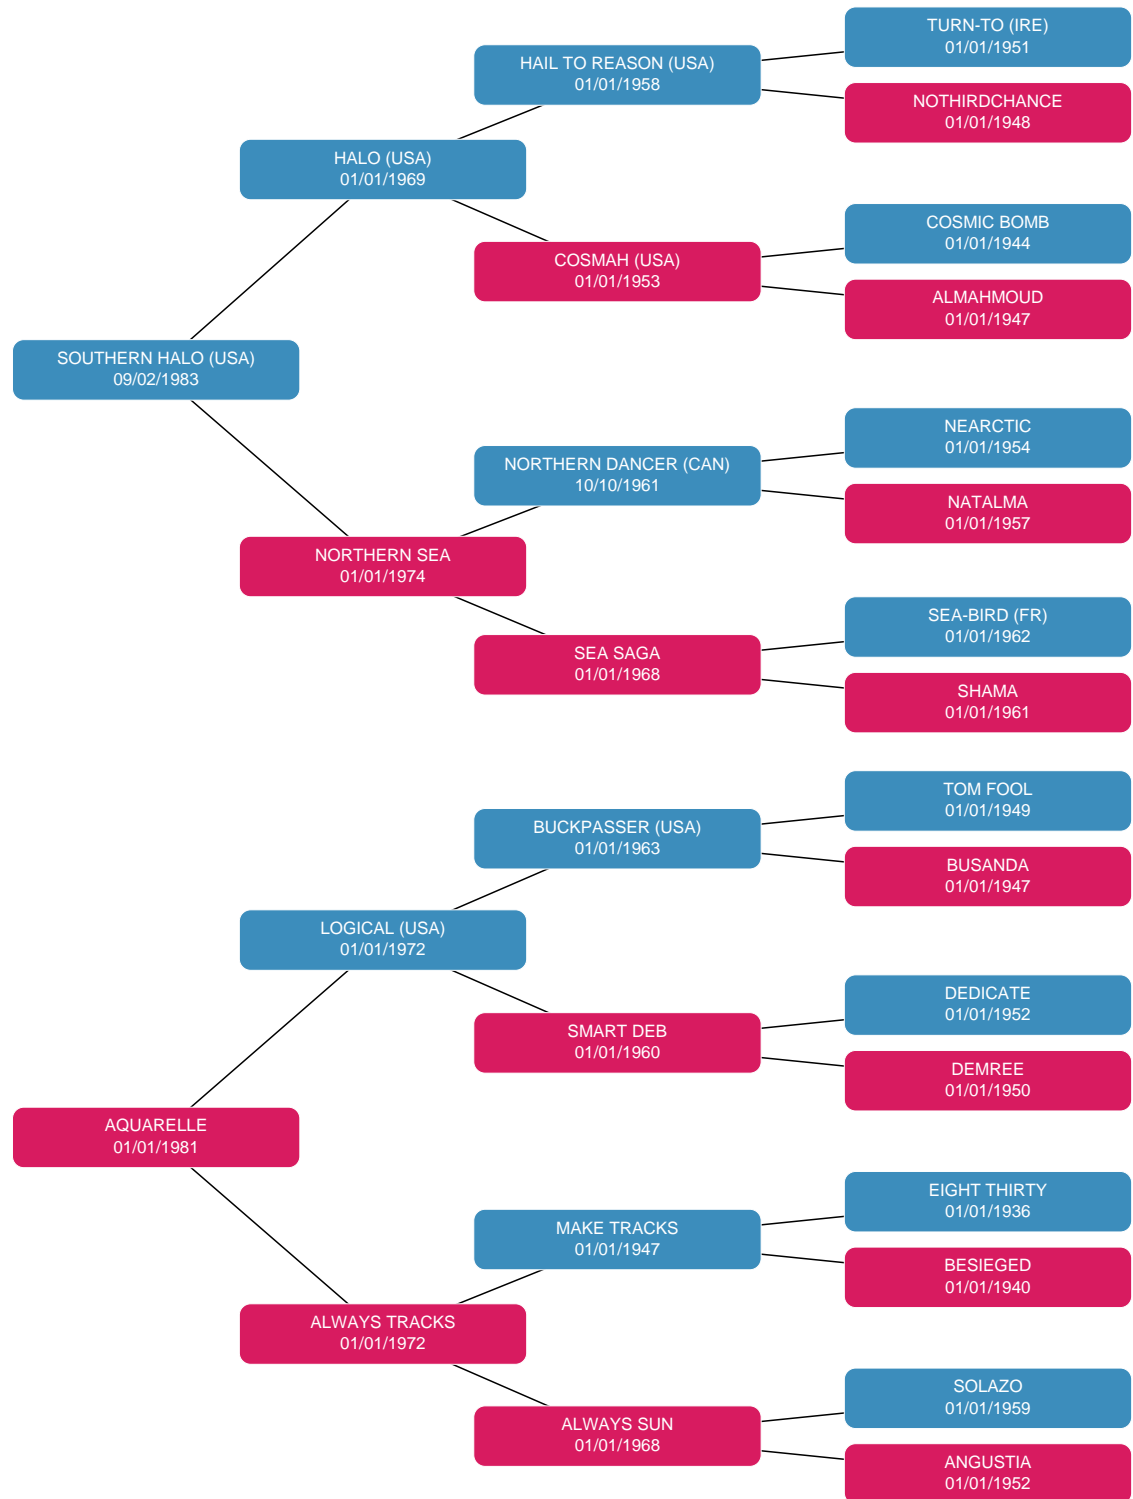 TURN-TO (IRE)
01/01/1951
HAIL TO REASON (USA)
01/01/1958
NOTHIRDCHANCE
01/01/1948
HALO (USA)
01/01/1969
COSMIC BOMB
01/01/1944
COSMAH (USA)
01/01/1953
ALMAHMOUD
01/01/1947
SOUTHERN HALO (USA)
09/02/1983
NEARCTIC
01/01/1954
NORTHERN DANCER (CAN)
10/10/1961
NATALMA
01/01/1957
NORTHERN SEA
01/01/1974
SEA-BIRD (FR)
01/01/1962
SEA SAGA
01/01/1968
SHAMA
01/01/1961
TOM FOOL
01/01/1949
BUCKPASSER (USA)
01/01/1963
BUSANDA
01/01/1947
LOGICAL (USA)
01/01/1972
DEDICATE
01/01/1952
SMART DEB
01/01/1960
DEMREE
01/01/1950
AQUARELLE
01/01/1981
EIGHT THIRTY
01/01/1936
MAKE TRACKS
01/01/1947
BESIEGED
01/01/1940
ALWAYS TRACKS
01/01/1972
SOLAZO
01/01/1959
ALWAYS SUN
01/01/1968
ANGUSTIA
01/01/1952